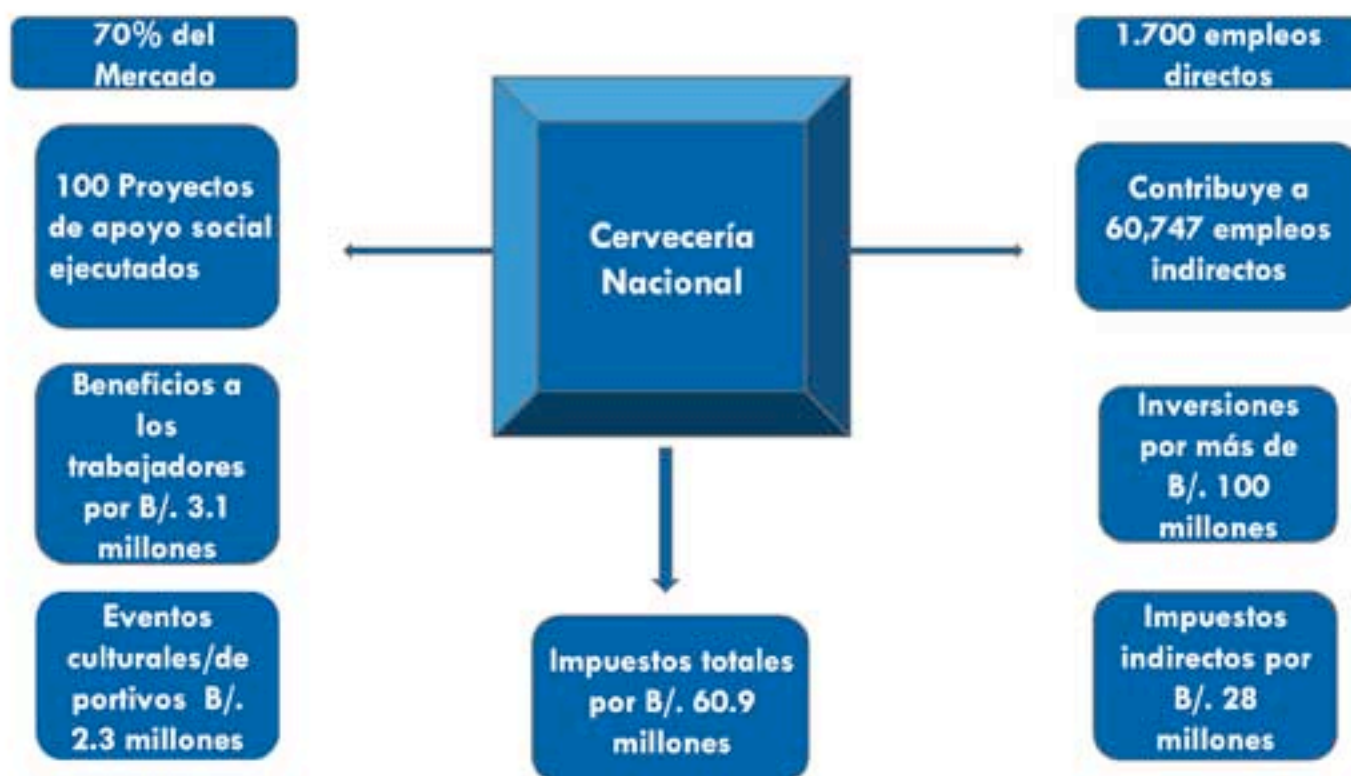 70% del
Mercado
100 Proyectos
de apoyo social
ejecutados
Beneficios a
los
trabajadores
por B/. 3.1
millones
Eventos
culturales/de
portivos B/.
2.3 millones
Cervecería
Nacional
Impuestos totales
por B/. 60.9
millones
1.700 empleos
directos
Contribuye a
60,747 empleos
indirectos
Inversiones
por más de
B/. 100
millones
Impuestos
indirectos por
B/. 28
millones